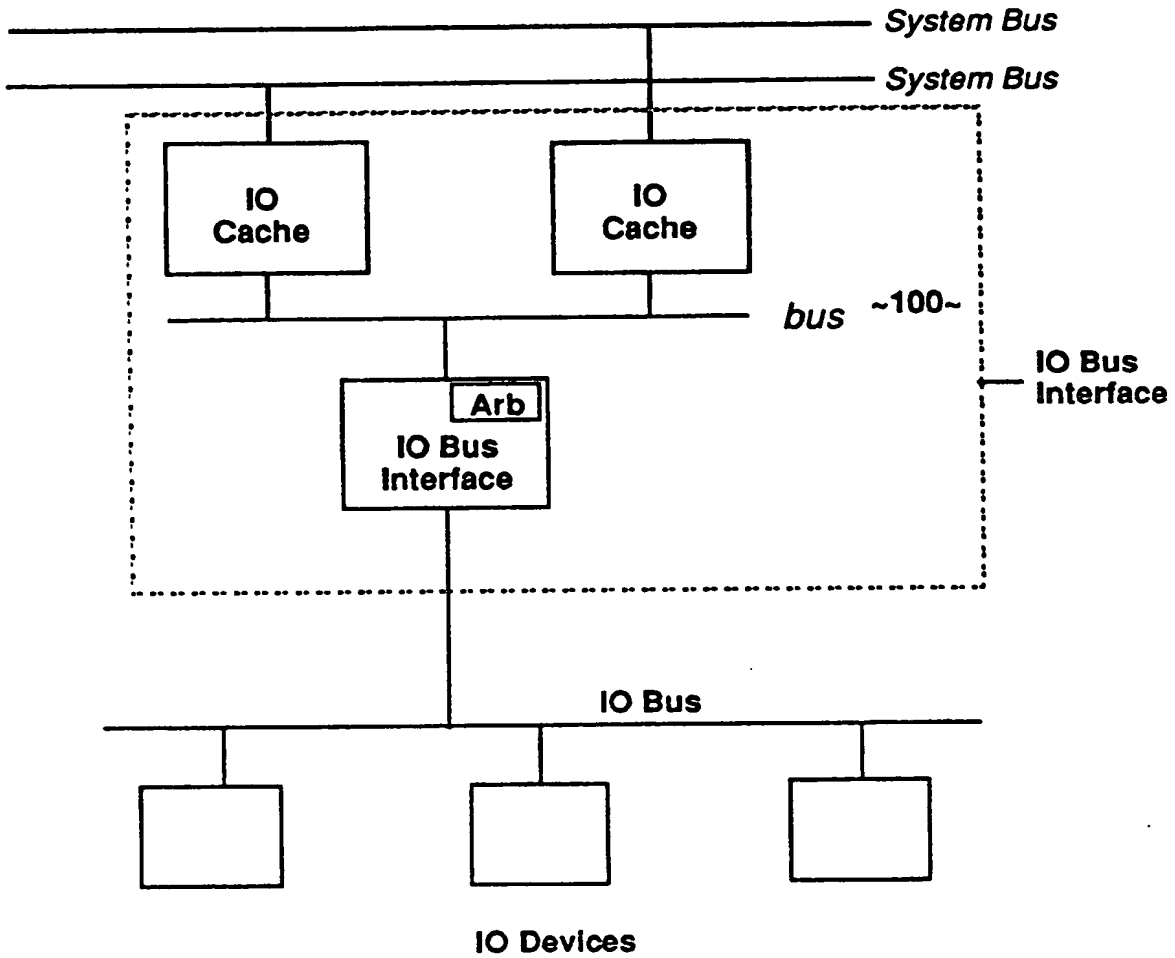 System Bus
System Bus
IO
Cache
IO
Cache
bus ~100~
IO Bus
Interface
Arb
IO Bus
Interface
IO Bus
IO Devices